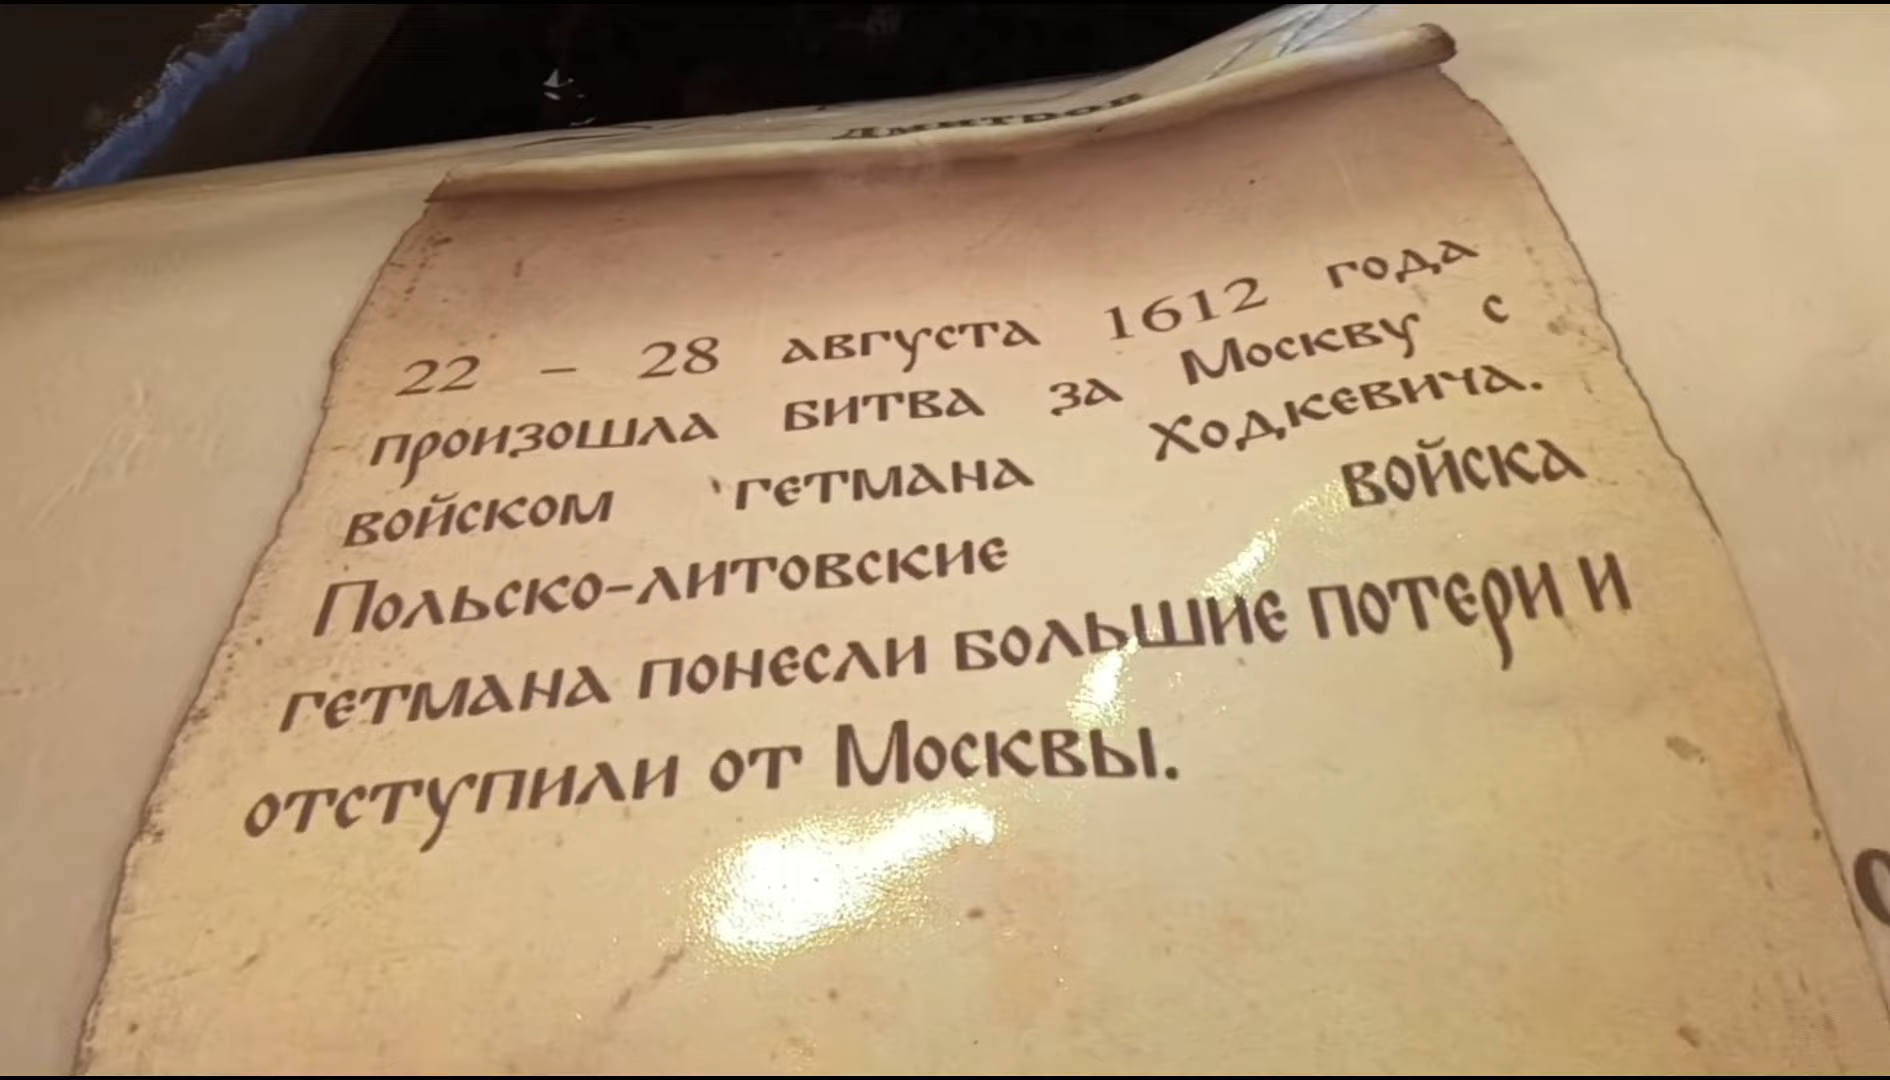 Дмитров
22 – 28 августа 1612 года
произошла битва за Москву с
войском гетмана Ходкевича.
Польско-литовские войска
гетмана понесли большие потери и
отступили от Москвы.